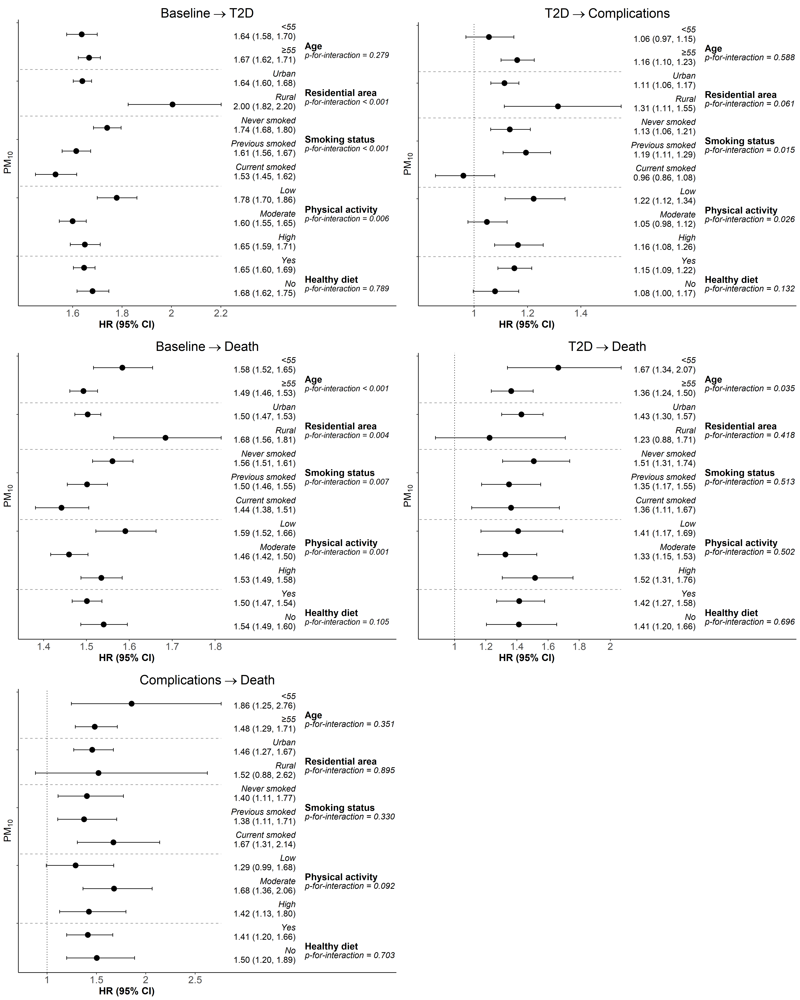 Baseline → T2D
<55
1.64 (1.58, 1.70)
Age
p-for-interaction = 0.279
≥55
1.67 (1.62, 1.71)
Urban
1.64 (1.60, 1.68)
Residential area
p-for-interaction < 0.001
Rural
2.00 (1.82, 2.20)
Never smoked
1.74 (1.68, 1.80)
Smoking status
p-for-interaction < 0.001
Previous smoked
1.61 (1.56, 1.67)
Current smoked
1.53 (1.45, 1.62)
Low
1.78 (1.70, 1.86)
Physical activity
p-for-interaction = 0.006
Moderate
1.60 (1.55, 1.65)
High
1.65 (1.59, 1.71)
Yes
1.65 (1.60, 1.69)
Healthy diet
p-for-interaction = 0.789
No
1.68 (1.62, 1.75)
PM10
1.6 1.8 2 2.2
HR (95% CI)
T2D → Complications
<55
1.06 (0.97, 1.15)
Age
p-for-interaction = 0.588
≥55
1.16 (1.10, 1.23)
Urban
1.11 (1.06, 1.17)
Residential area
p-for-interaction = 0.061
Rural
1.31 (1.11, 1.55)
Never smoked
1.13 (1.06, 1.21)
Smoking status
p-for-interaction = 0.015
Previous smoked
1.19 (1.11, 1.29)
Current smoked
0.96 (0.86, 1.08)
Low
1.22 (1.12, 1.34)
Physical activity
p-for-interaction = 0.026
Moderate
1.05 (0.98, 1.12)
High
1.16 (1.08, 1.26)
Yes
1.15 (1.09, 1.22)
Healthy diet
p-for-interaction = 0.132
No
1.08 (1.00, 1.17)
PM10
1 1.2 1.4
HR (95% CI)
Baseline → Death
<55
1.58 (1.52, 1.65)
Age
p-for-interaction < 0.001
≥55
1.49 (1.46, 1.53)
Urban
1.50 (1.47, 1.53)
Residential area
p-for-interaction = 0.004
Rural
1.68 (1.56, 1.81)
Never smoked
1.56 (1.51, 1.61)
Smoking status
p-for-interaction = 0.007
Previous smoked
1.50 (1.46, 1.55)
Current smoked
1.44 (1.38, 1.51)
Low
1.59 (1.52, 1.66)
Physical activity
p-for-interaction = 0.001
Moderate
1.46 (1.42, 1.50)
High
1.53 (1.49, 1.58)
Yes
1.50 (1.47, 1.54)
Healthy diet
p-for-interaction = 0.105
No
1.54 (1.49, 1.60)
PM10
1.4 1.5 1.6 1.7 1.8
HR (95% CI)
T2D → Death
<55
1.67 (1.34, 2.07)
Age
p-for-interaction = 0.035
≥55
1.36 (1.24, 1.50)
Urban
1.43 (1.30, 1.57)
Residential area
p-for-interaction = 0.418
Rural
1.23 (0.88, 1.71)
Never smoked
1.51 (1.31, 1.74)
Smoking status
p-for-interaction = 0.513
Previous smoked
1.35 (1.17, 1.55)
Current smoked
1.36 (1.11, 1.67)
Low
1.41 (1.17, 1.69)
Physical activity
p-for-interaction = 0.502
Moderate
1.33 (1.15, 1.53)
High
1.52 (1.31, 1.76)
Yes
1.42 (1.27, 1.58)
Healthy diet
p-for-interaction = 0.696
No
1.41 (1.20, 1.66)
PM10
1 1.2 1.4 1.6 1.8 2
HR (95% CI)
Complications → Death
<55
1.86 (1.25, 2.76)
Age
p-for-interaction = 0.351
≥55
1.48 (1.29, 1.71)
Urban
1.46 (1.27, 1.67)
Residential area
p-for-interaction = 0.895
Rural
1.52 (0.88, 2.62)
Never smoked
1.40 (1.11, 1.77)
Smoking status
p-for-interaction = 0.330
Previous smoked
1.38 (1.11, 1.71)
Current smoked
1.67 (1.31, 2.14)
Low
1.29 (0.99, 1.68)
Physical activity
p-for-interaction = 0.092
Moderate
1.68 (1.36, 2.06)
High
1.42 (1.13, 1.80)
Yes
1.41 (1.20, 1.66)
Healthy diet
p-for-interaction = 0.703
No
1.50 (1.20, 1.89)
PM10
1 1.5 2 2.5
HR (95% CI)